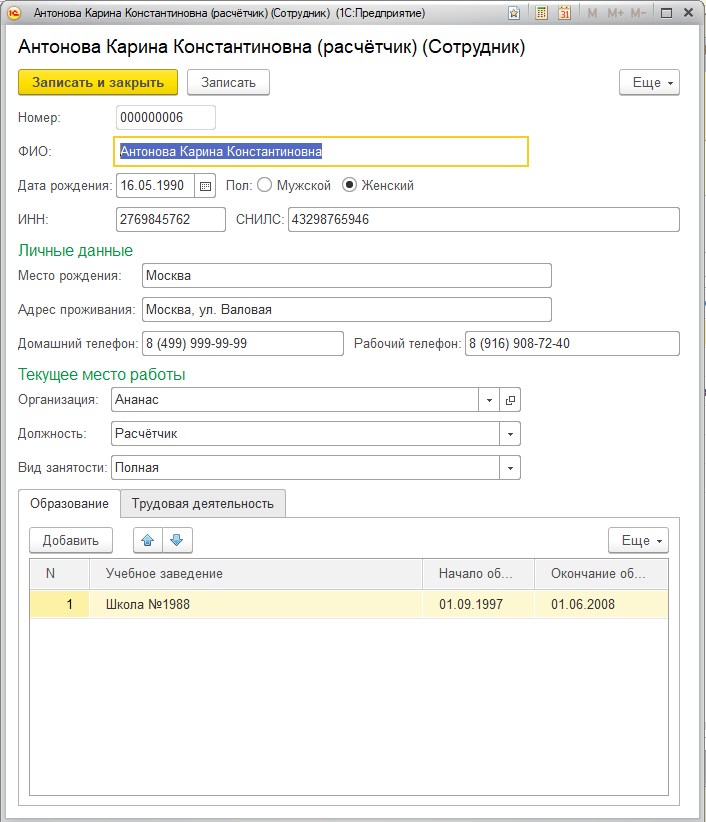 Антонова Карина Константиновна (расчётчик) (Сотрудник) (1С:Предприятие)
31 M M+ M-
Антонова Карина Константиновна (расчётчик) (Сотрудник)
Записать и закрыть Записать Еще
Номер: 000000006
ФИО: Антонова Карина Константиновна
Дата рождения: 16.05.1990 Пол: Мужской Женский
ИНН: 2769845762 СНИЛС: 43298765946
Личные данные
Место рождения: Москва
Адрес проживания: Москва, ул. Валовая
Домашний телефон: 8 (499) 999-99-99 Рабочий телефон: 8 (916) 908-72-40
Текущее место работы
Организация: Ананас
Должность: Расчётчик
Вид занятости: Полная
Образование Трудовая деятельность
Добавить Еще
N Учебное заведение Начало об... Окончание об...
1 Школа №1988 01.09.1997 01.06.2008